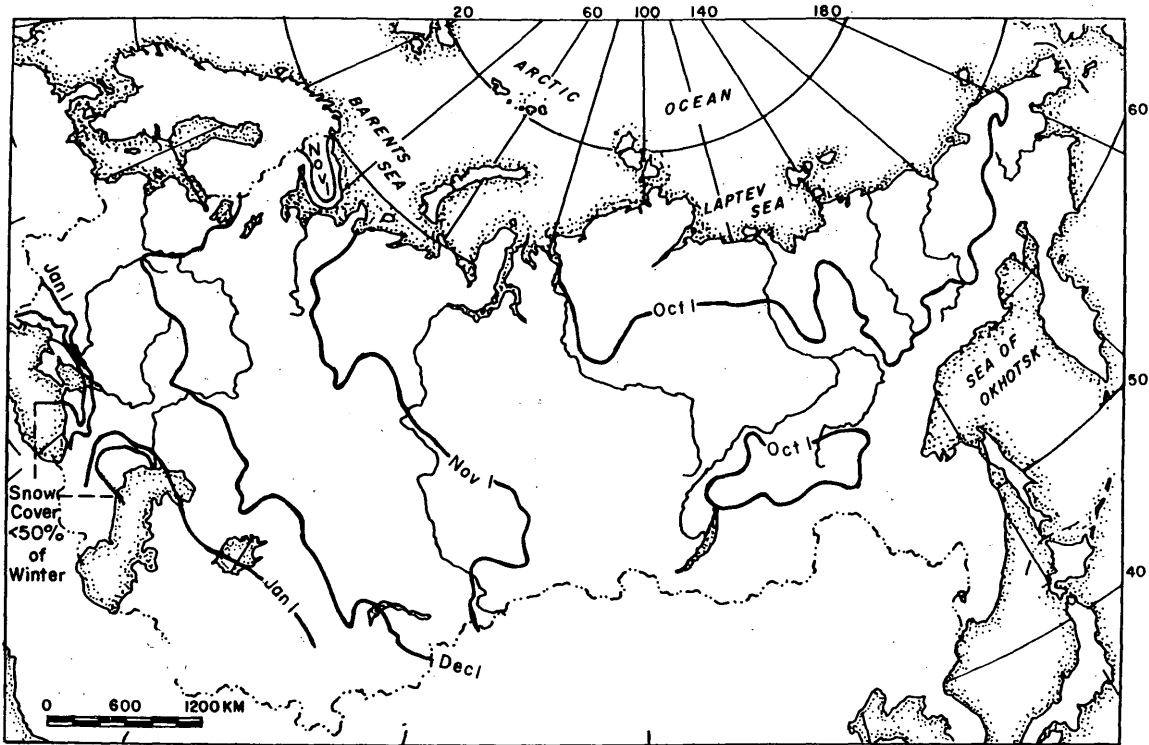 20 60 100 140 180
ARCTIC
OCEAN
BARENTS
SEA
60
NOV 1
LAPTEV
SEA
Jan 1
Oct 1
SEA OF
OKHOTSK
50
Oct 1
Nov 1
Snow
Cover
<50%
of
Winter
40
Jan 1
Dec 1
0 600 1200 KM